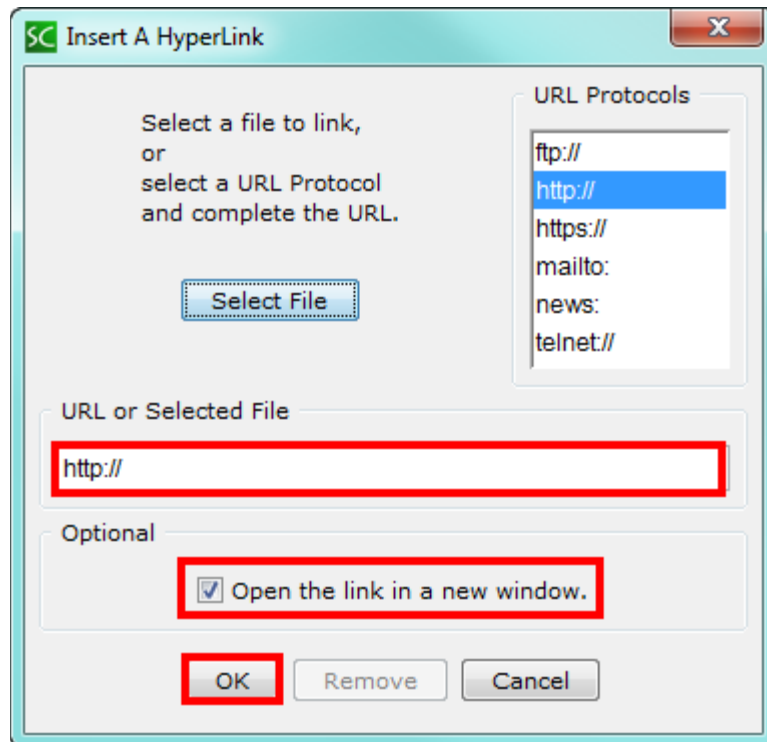 SC Insert A HyperLink
x
Select a file to link,
or
select a URL Protocol
and complete the URL.
Select File
URL Protocols
ftp://
http://
https://
mailto:
news:
telnet://
URL or Selected File
http://
Optional
Open the link in a new window.
OK Remove Cancel